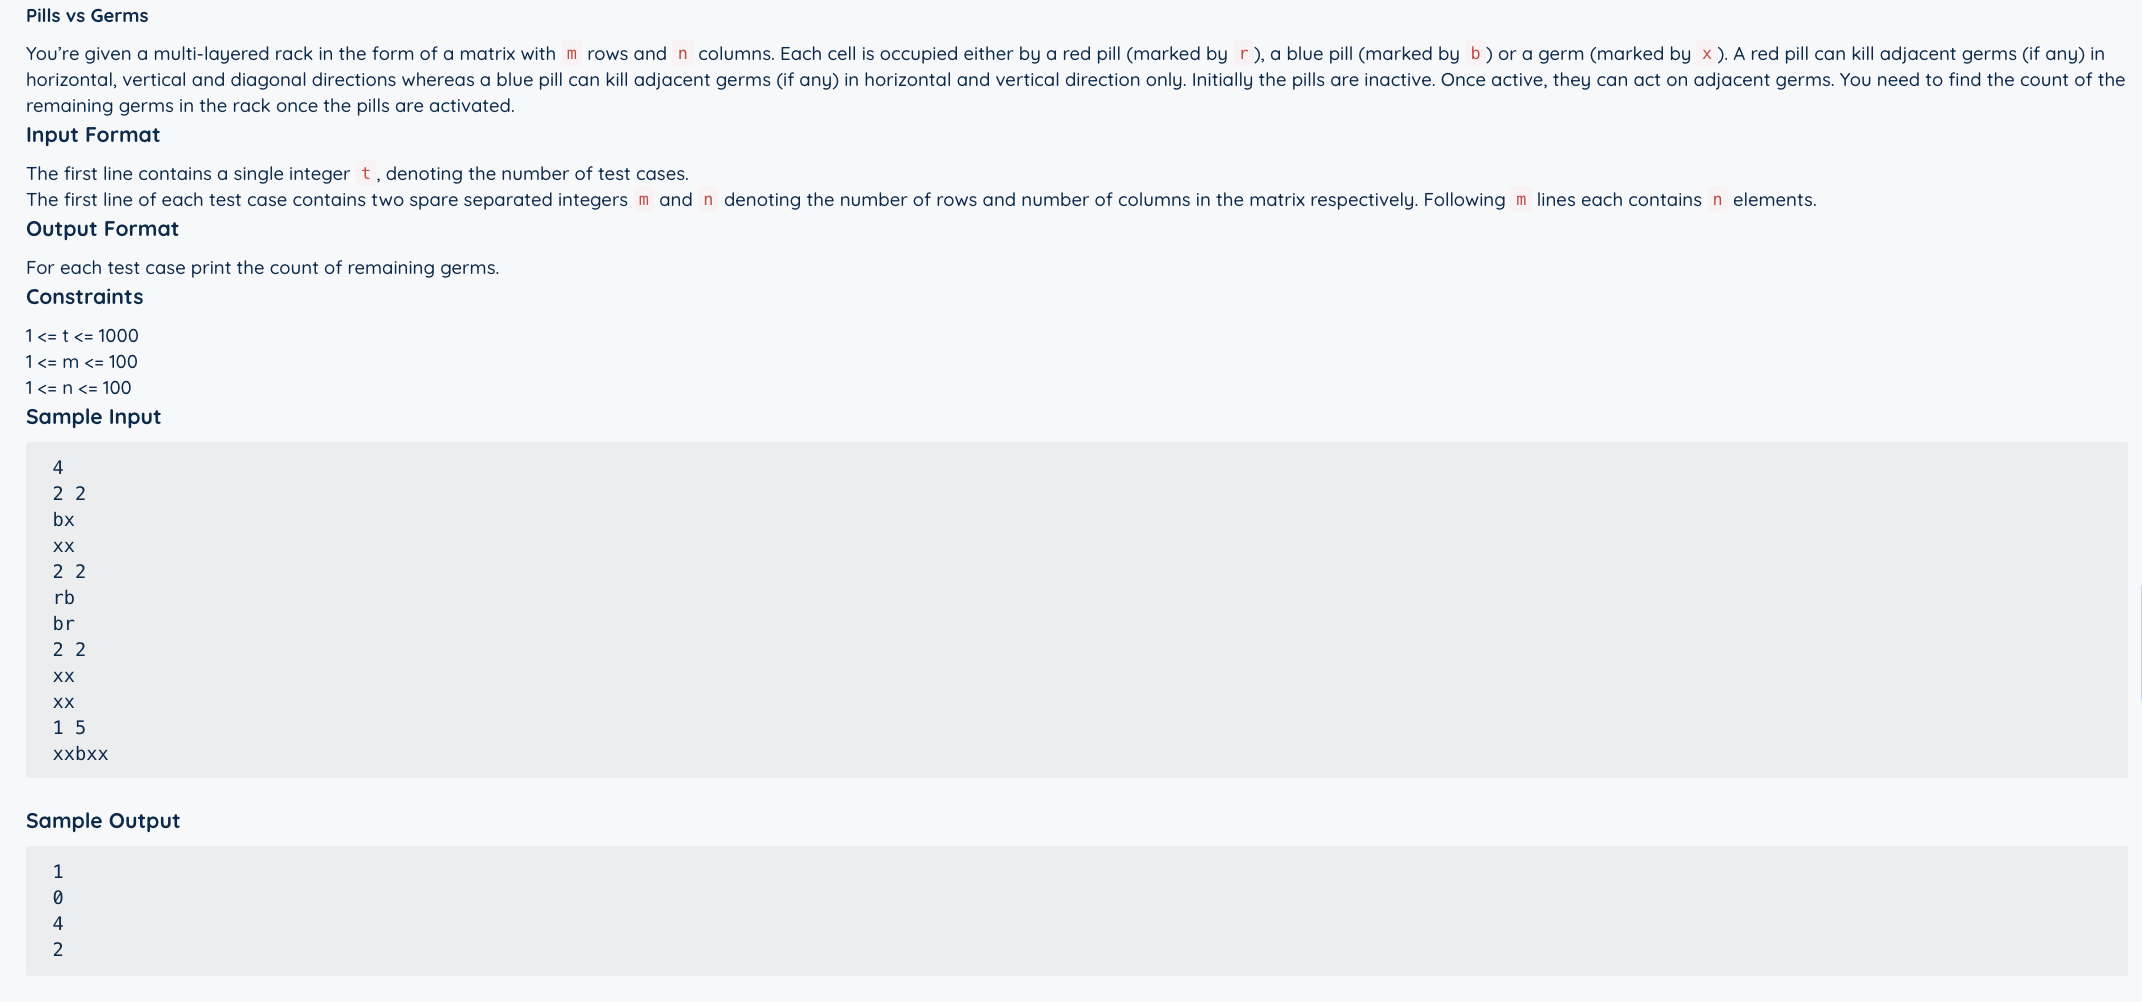 Pills vs Germs
You’re given a multi-layered rack in the form of a matrix with m rows and n columns. Each cell is occupied either by a red pill (marked by r), a blue pill (marked by b) or a germ (marked by x). A red pill can kill adjacent germs (if any) in
horizontal, vertical and diagonal directions whereas a blue pill can kill adjacent germs (if any) in horizontal and vertical direction only. Initially the pills are inactive. Once active, they can act on adjacent germs. You need to find the count of the
remaining germs in the rack once the pills are activated.
Input Format
The first line contains a single integer t, denoting the number of test cases.
The first line of each test case contains two spare separated integers m and n denoting the number of rows and number of columns in the matrix respectively. Following m lines each contains n elements.
Output Format
For each test case print the count of remaining germs.
Constraints
1 <= t <= 1000
1 <= m <= 100
1 <= n <= 100
Sample Input
4
2 2
bx
xx
2 2
rb
br
2 2
xx
xx
1 5
xxbxx
Sample Output
1
0
4
2